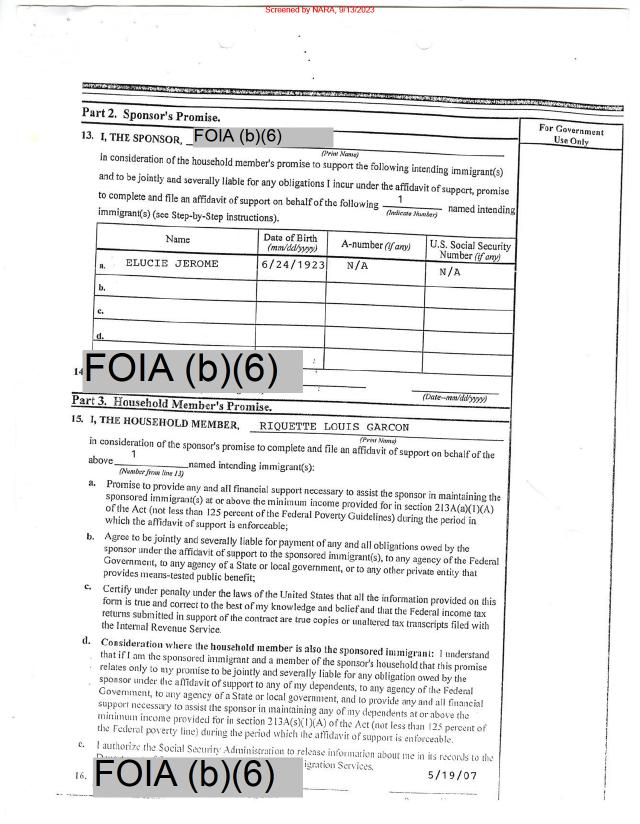 Screened by NARA, 9/13/2023
Part 2. Sponsor's Promise.
For Government
Use Only
13. I, THE SPONSOR, FOIA (b)(6)
(Print Name)
in consideration of the household member's promise to support the following intending immigrant(s)
and to be jointly and severally liable for any obligations I incur under the affidavit of support, promise
to complete and file an affidavit of support on behalf of the following 1 named intending
(Indicate Number)
immigrant(s) (see Step-by-Step instructions).
Name Date of Birth (mm/dd/yyyy) A-number (if any) U.S. Social Security Number (if any)
a. ELUCIE JEROME 6/24/1923 N/A N/A
b.
c.
d.
14 FOIA (b)(6)
(Date--mm/dd/yyyy)
Part 3. Household Member's Promise.
15. I, THE HOUSEHOLD MEMBER, RIQUETTE LOUIS GARCON
(Print Name)
in consideration of the sponsor's promise to complete and file an affidavit of support on behalf of the
above 1 named intending immigrant(s):
(Number from line 13)
a. Promise to provide any and all financial support necessary to assist the sponsor in maintaining the
sponsored immigrant(s) at or above the minimum income provided for in section 213A(a)(1)(A)
of the Act (not less than 125 percent of the Federal Poverty Guidelines) during the period in
which the affidavit of support is enforceable;
b. Agree to be jointly and severally liable for payment of any and all obligations owed by the
sponsor under the affidavit of support to the sponsored immigrant(s), to any agency of the Federal
Government, to any agency of a State or local government, or to any other private entity that
provides means-tested public benefit;
c. Certify under penalty under the laws of the United States that all the information provided on this
form is true and correct to the best of my knowledge and belief and that the Federal income tax
returns submitted in support of the contract are true copies or unaltered tax transcripts filed with
the Internal Revenue Service.
d. Consideration where the household member is also the sponsored immigrant: I understand
that if I am the sponsored immigrant and a member of the sponsor's household that this promise
relates only to my promise to be jointly and severally liable for any obligation owed by the
sponsor under the affidavit of support to any of my dependents, to any agency of the Federal
Government, to any agency of a State or local government, and to provide any and all financial
support necessary to assist the sponsor in maintaining any of my dependents at or above the
minimum income provided for in section 213A(s)(1)(A) of the Act (not less than 125 percent of
the Federal poverty line) during the period which the affidavit of support is enforceable.
e. I authorize the Social Security Administration to release information about me in its records to the
igration Services.
16. FOIA (b)(6) 5/19/07